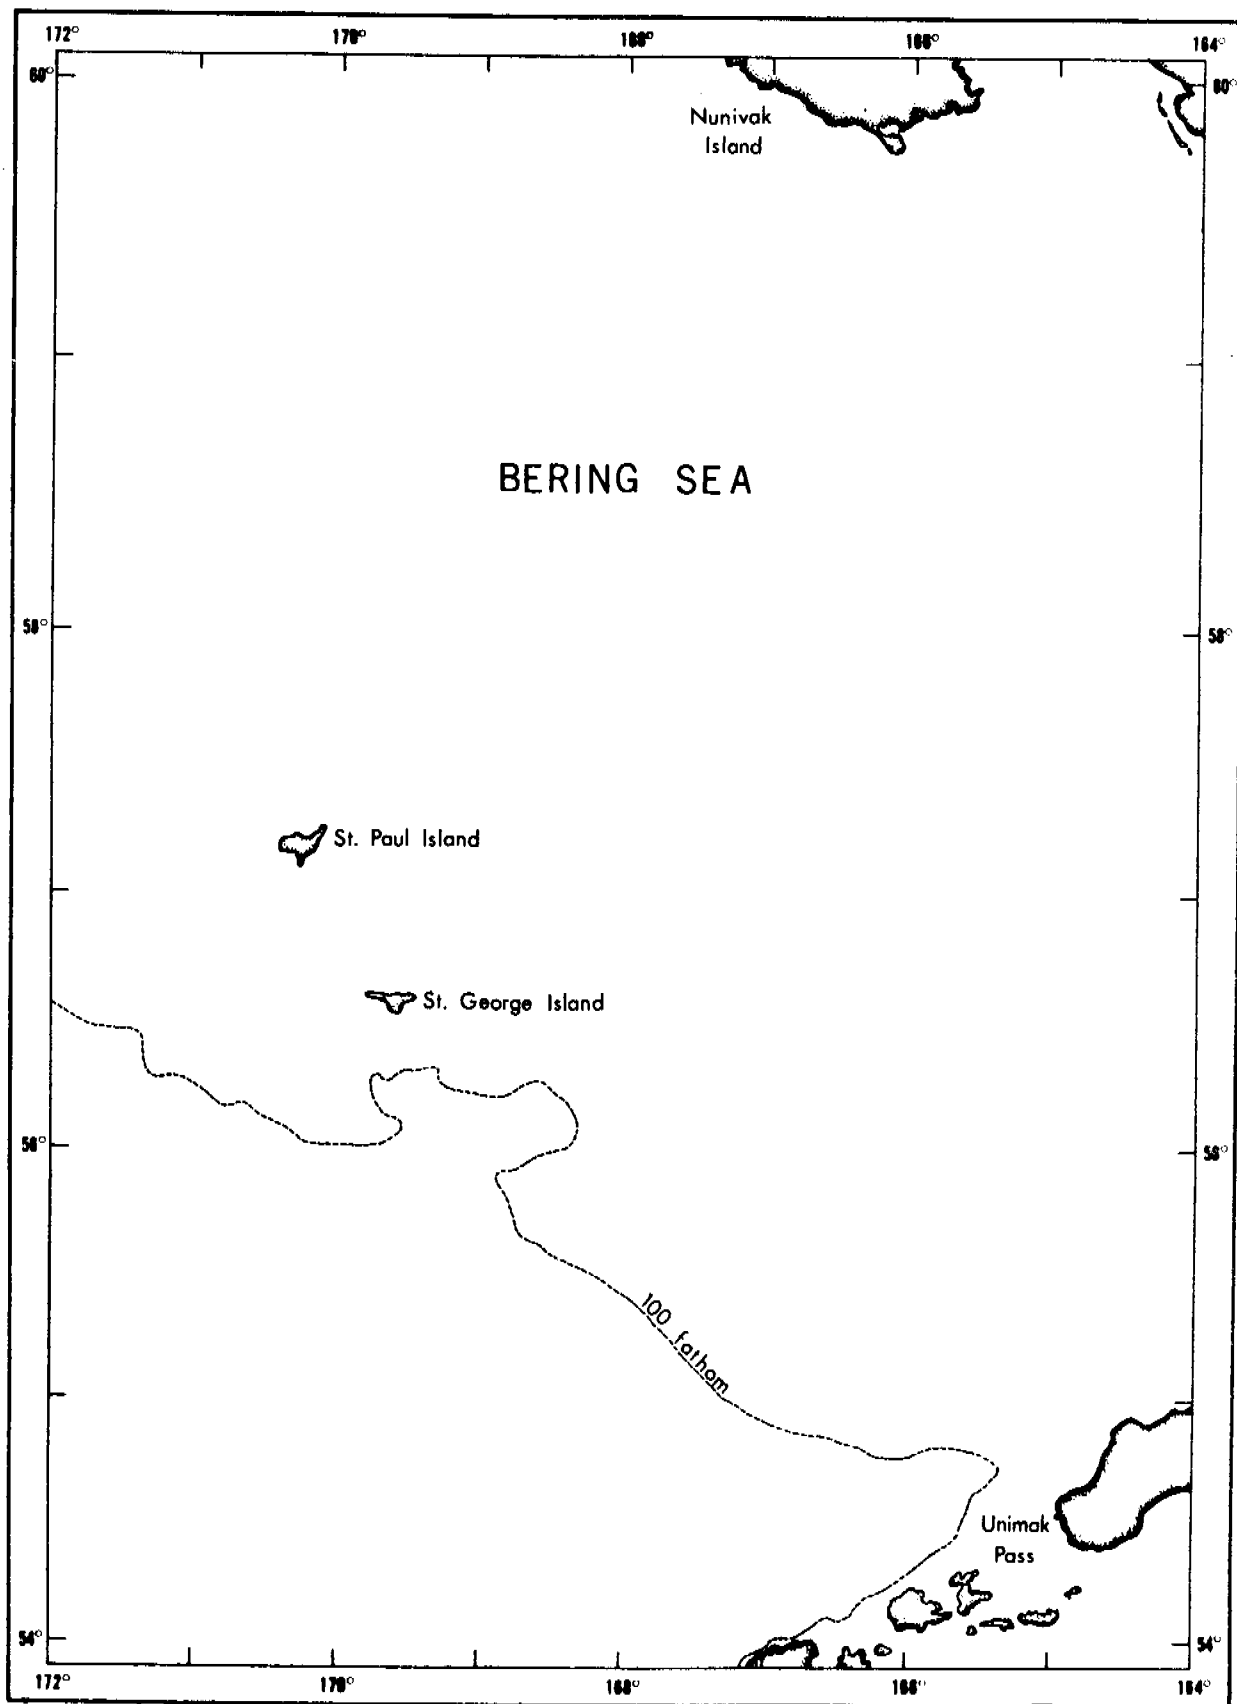 172° 170° 168° 166° 164°
60° 60°
Nunivak
Island
BERING SEA
58° 58°
St. Paul Island
St. George Island
56° 56°
100 fathom
Unimak
Pass
54° 54°
172° 170° 168° 166° 164°